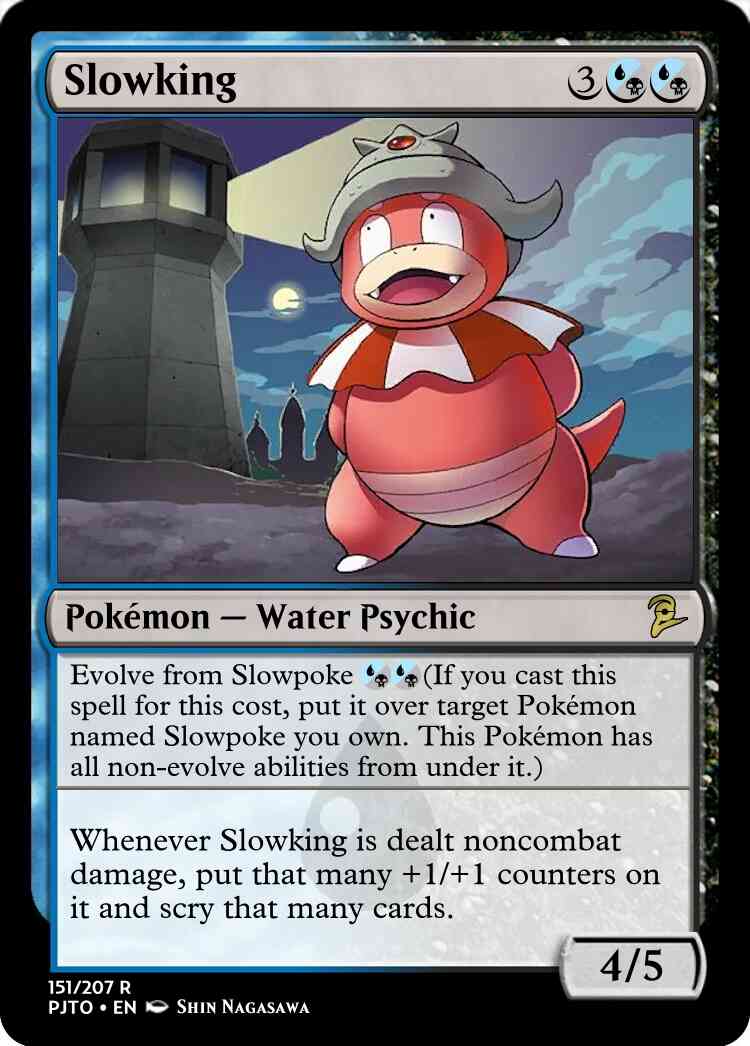 Slowking 3
Pokémon — Water Psychic
Evolve from Slowpoke (If you cast this
spell for this cost, put it over target Pokémon
named Slowpoke you own. This Pokémon has
all non-evolve abilities from under it.)
Whenever Slowking is dealt noncombat
damage, put that many +1/+1 counters on
it and scry that many cards.
4/5
151/207 R
PJTO • EN Shin Nagasawa